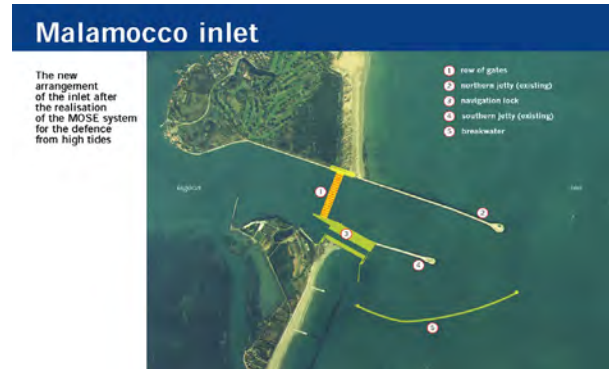 Malamocco inlet
The new
arrangement
of the inlet after
the realisation
of the MOSE system
for the defence
from high tides
1 row of gates
2 northern jetty (existing)
3 navigation lock
4 southern jetty (existing)
5 breakwater
lagoon
sea
1
2
3
4
5